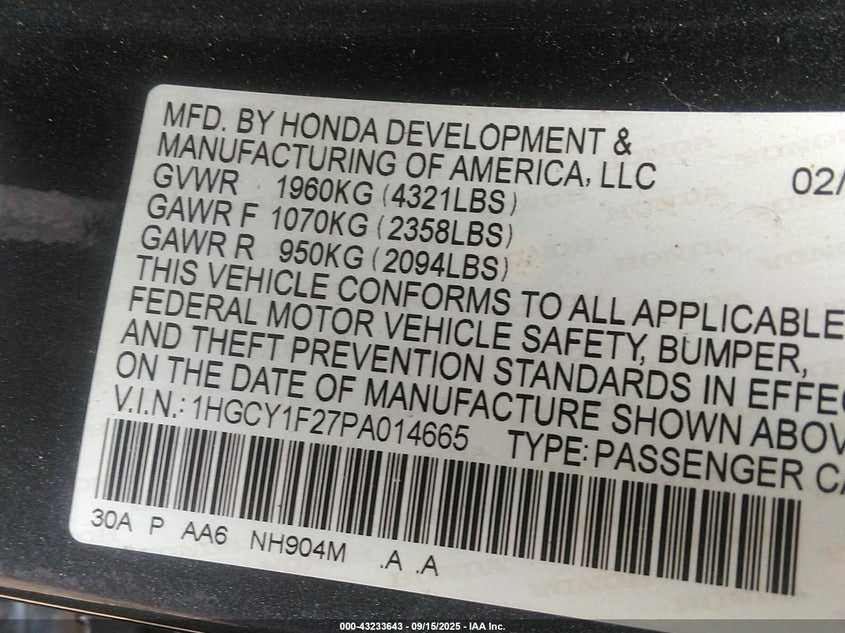 MFD. BY HONDA DEVELOPMENT &
MANUFACTURING OF AMERICA, LLC 02/
GVWR 1960KG (4321LBS)
GAWR F 1070KG (2358LBS)
GAWR R 950KG (2094LBS)
THIS VEHICLE CONFORMS TO ALL APPLICABLE
FEDERAL MOTOR VEHICLE SAFETY, BUMPER,
AND THEFT PREVENTION STANDARDS IN EFFE
ON THE DATE OF MANUFACTURE SHOWN ABOV
V.I.N.: 1HGCY1F27PA014665 TYPE: PASSENGER CA
30A P AA6 NH904M .A .A
000-43233643 - 09/15/2025 - IAA Inc.